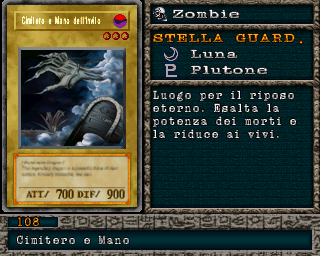 Cimitero e Mano dell'Invito
ATT/ 700 DIF/ 900
Zombie
STELLA GUARD.
Luna
Plutone
Luogo per il riposo
eterno. Esalta la
potenza dei morti e
la riduce ai vivi.
108
Cimitero e Mano